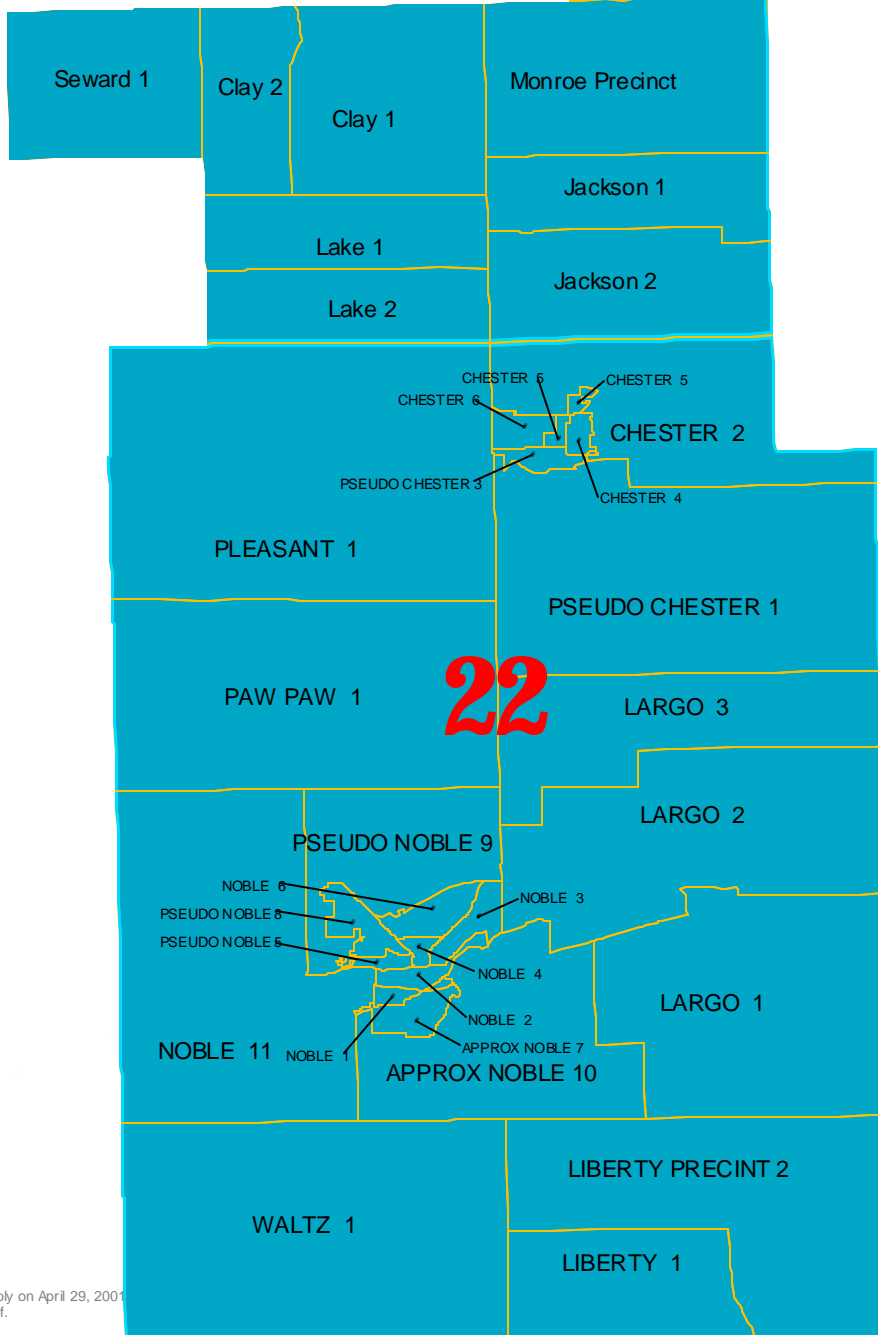 Seward 1
Clay 2
Clay 1
Monroe Precinct
Jackson 1
Lake 1
Jackson 2
Lake 2
CHESTER 5
CHESTER 5
CHESTER 6
CHESTER 2
PSEUDO CHESTER 3
CHESTER 4
PLEASANT 1
PSEUDO CHESTER 1
22
PAW PAW 1
LARGO 3
LARGO 2
PSEUDO NOBLE 9
NOBLE 6
NOBLE 3
PSEUDO NOBLE 8
PSEUDO NOBLE 5
NOBLE 4
LARGO 1
NOBLE 2
NOBLE 11
NOBLE 1
APPROX NOBLE 7
APPROX NOBLE 10
LIBERTY PRECINT 2
WALTZ 1
LIBERTY 1
on April 29, 2001